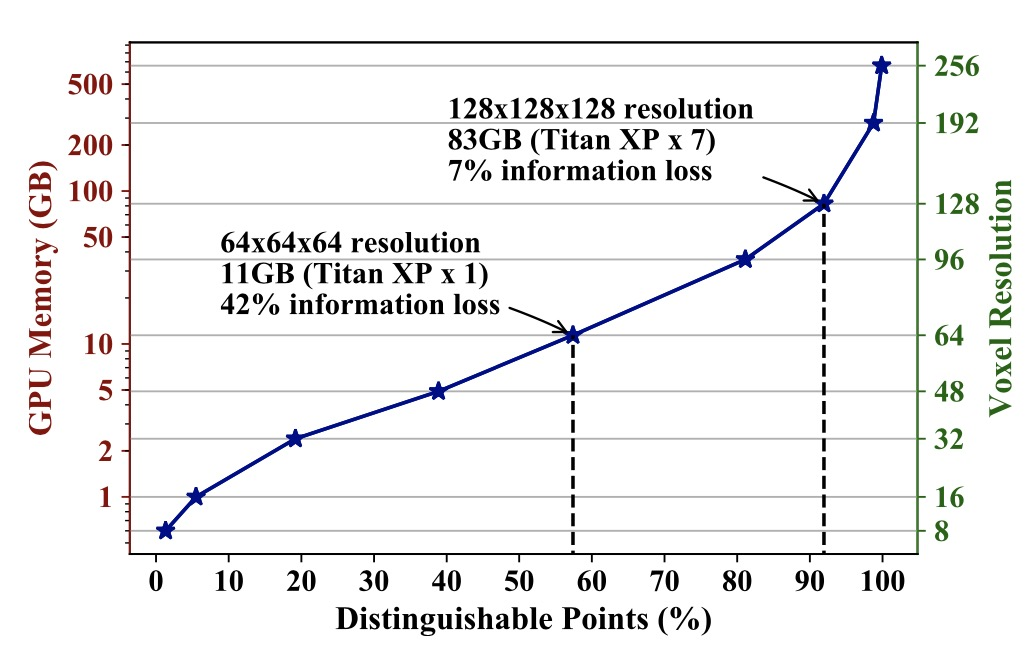 128x128x128 resolution
83GB (Titan XP x 7)
7% information loss
64x64x64 resolution
11GB (Titan XP x 1)
42% information loss
GPU Memory (GB)
500
200
100
50
10
5
2
1
Voxel Resolution
256
192
128
96
64
48
32
16
8
0 10 20 30 40 50 60 70 80 90 100
Distinguishable Points (%)